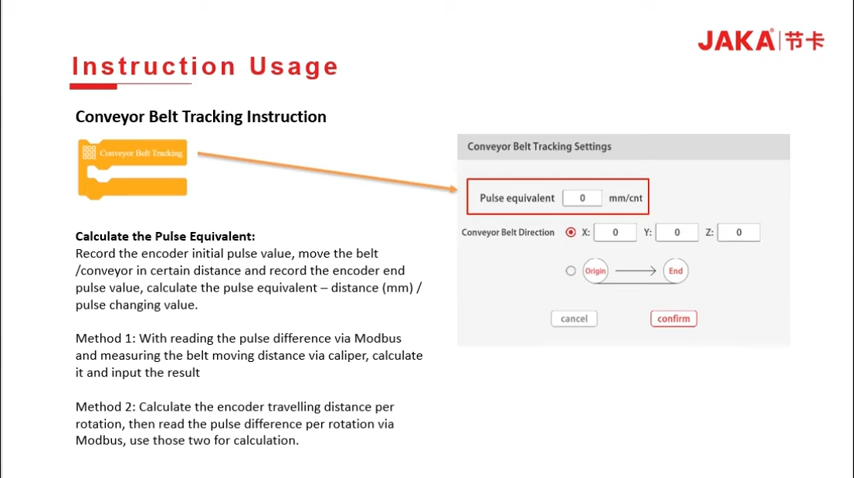 JAKA 节卡
Instruction Usage
Conveyor Belt Tracking Instruction
Conveyor Belt Tracking
Calculate the Pulse Equivalent:
Record the encoder initial pulse value, move the belt
/conveyor in certain distance and record the encoder end
pulse value, calculate the pulse equivalent – distance (mm) /
pulse changing value.
Method 1: With reading the pulse difference via Modbus
and measuring the belt moving distance via caliper, calculate
it and input the result
Method 2: Calculate the encoder travelling distance per
rotation, then read the pulse difference per rotation via
Modbus, use those two for calculation.
Conveyor Belt Tracking Settings
Pulse equivalent 0 mm/cnt
Conveyor Belt Direction X: 0 Y: 0 Z: 0
Origin End
cancel confirm